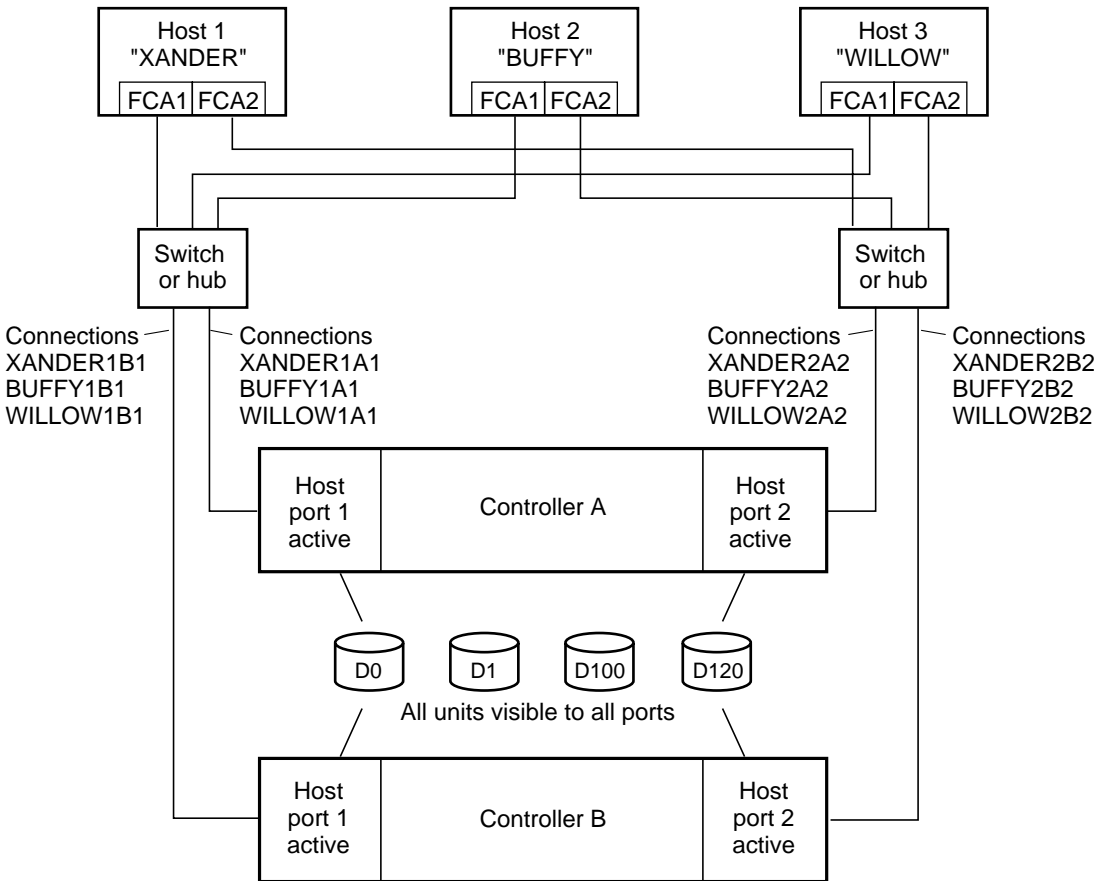 Host 1
"XANDER"
FCA1 FCA2
Host 2
"BUFFY"
FCA1 FCA2
Host 3
"WILLOW"
FCA1 FCA2
Switch
or hub
Switch
or hub
Connections
XANDER1B1
BUFFY1B1
WILLOW1B1
Connections
XANDER1A1
BUFFY1A1
WILLOW1A1
Connections
XANDER2A2
BUFFY2A2
WILLOW2A2
Connections
XANDER2B2
BUFFY2B2
WILLOW2B2
Host
port 1
active
Controller A
Host
port 2
active
D0
D1
D100
D120
All units visible to all ports
Host
port 1
active
Controller B
Host
port 2
active